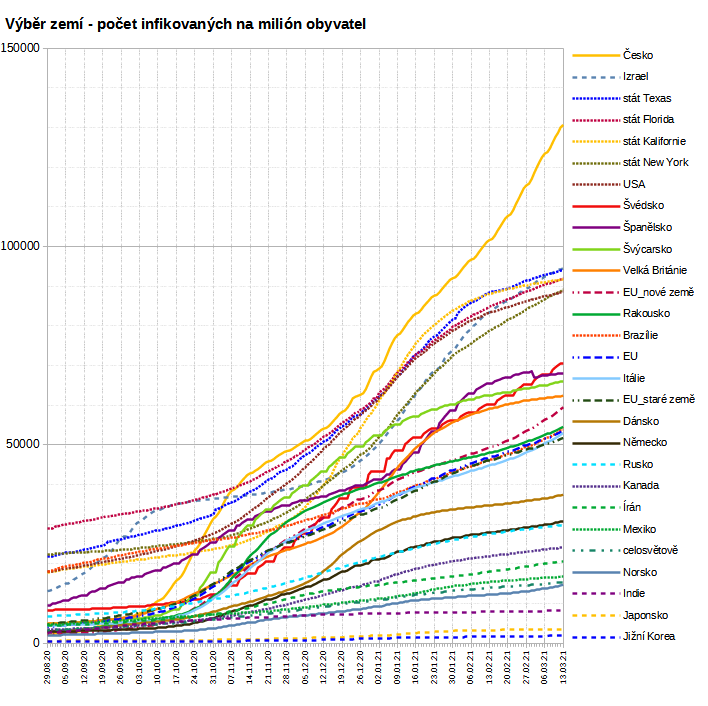 Výběr zemí - počet infikovaných na milión obyvatel
150000
100000
50000
0
29.08.20
05.09.20
12.09.20
19.09.20
26.09.20
03.10.20
10.10.20
17.10.20
24.10.20
31.10.20
07.11.20
14.11.20
21.11.20
28.11.20
05.12.20
12.12.20
19.12.20
26.12.20
02.01.21
09.01.21
16.01.21
23.01.21
30.01.21
06.02.21
13.02.21
20.02.21
27.02.21
06.03.21
13.03.21
Česko
Izrael
stát Texas
stát Florida
stát Kalifornie
stát New York
USA
Švédsko
Španělsko
Švýcarsko
Velká Británie
EU_nové země
Rakousko
Brazílie
EU
Itálie
EU_staré země
Dánsko
Německo
Rusko
Kanada
Írán
Mexiko
celosvětově
Norsko
Indie
Japonsko
Jižní Korea